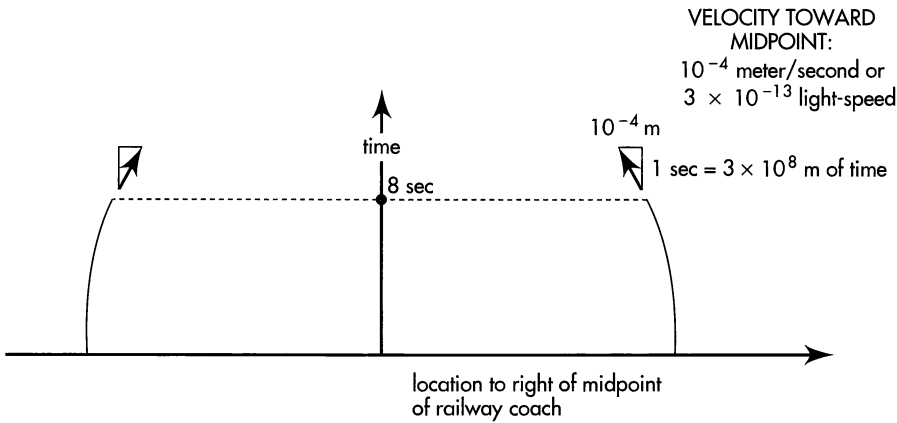 VELOCITY TOWARD
MIDPOINT:
10⁻⁴ meter/second or
3 × 10⁻¹³ light-speed
10⁻⁴ m
time
1 sec = 3 × 10⁸ m of time
8 sec
location to right of midpoint
of railway coach